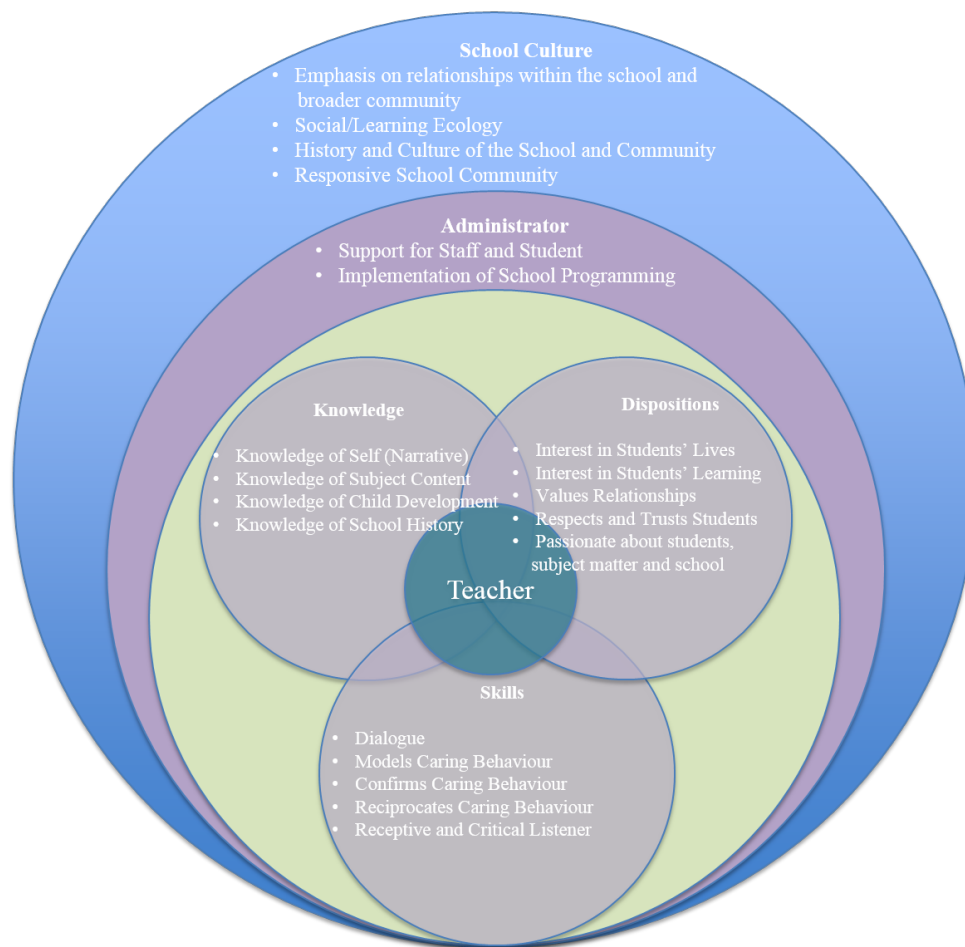 School Culture
• Emphasis on relationships within the school and
broader community
• Social/Learning Ecology
• History and Culture of the School and Community
• Responsive School Community
Administrator
• Support for Staff and Student
• Implementation of School Programming
Knowledge
• Knowledge of Self (Narrative)
• Knowledge of Subject Content
• Knowledge of Child Development
• Knowledge of School History
Dispositions
• Interest in Students’ Lives
• Interest in Students’ Learning
• Values Relationships
• Respects and Trusts Students
• Passionate about students,
subject matter and school
Teacher
Skills
• Dialogue
• Models Caring Behaviour
• Confirms Caring Behaviour
• Reciprocates Caring Behaviour
• Receptive and Critical Listener